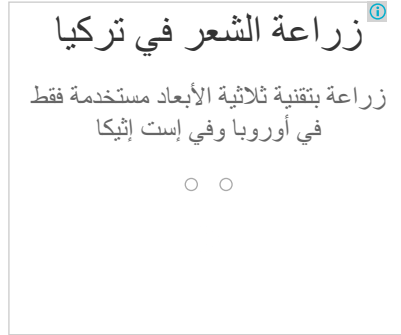 زراعة الشعر في تركيا
زراعة بتقنية ثلاثية الأبعاد مستخدمة فقط
في أوروبا وفي إست إثيكا